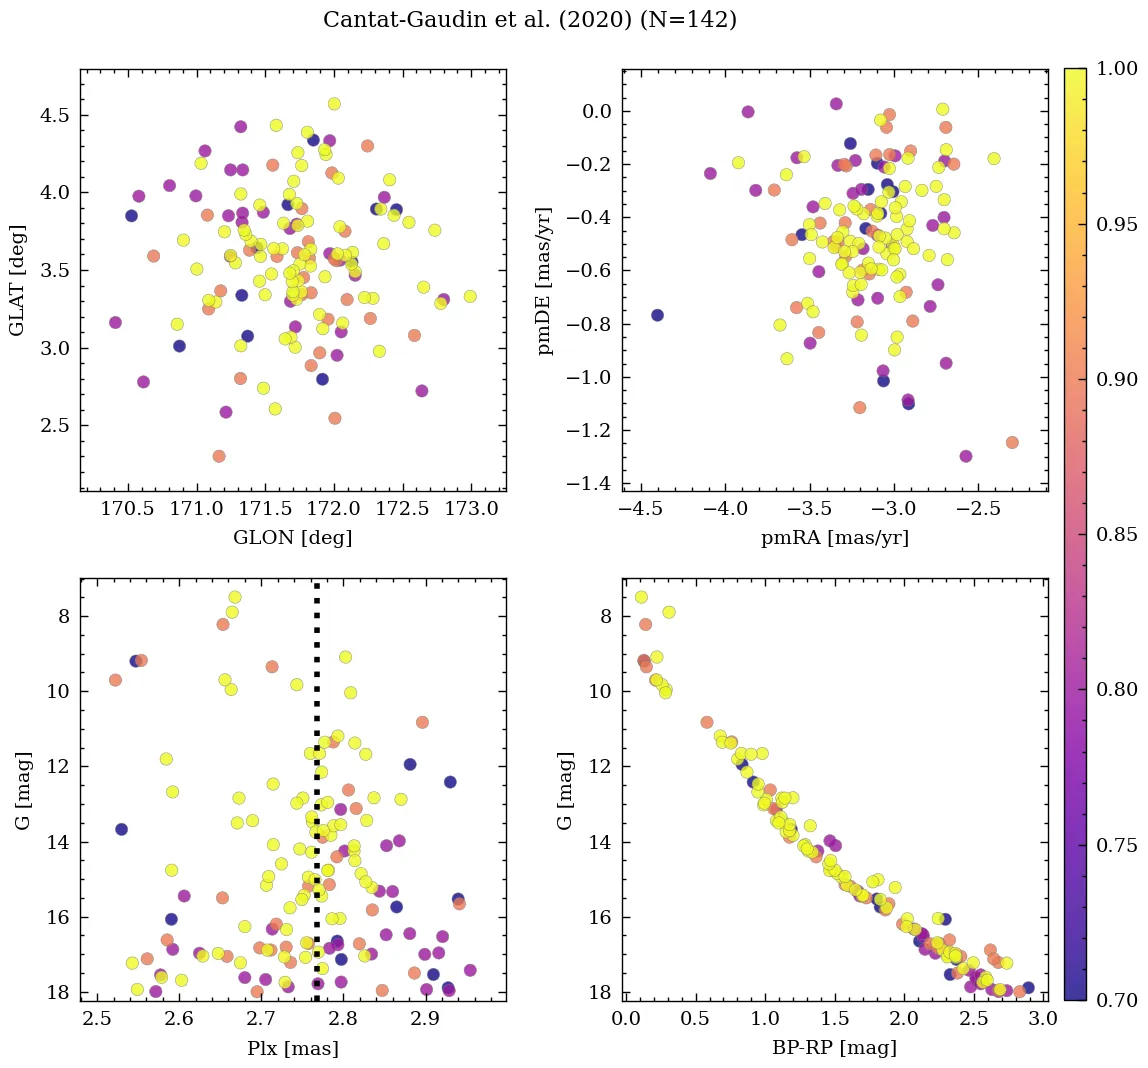 Cantat-Gaudin et al. (2020) (N=142)
4.5
4.0
3.5
3.0
2.5
GLAT [deg]
170.5 171.0 171.5 172.0 172.5 173.0
GLON [deg]
0.0
−0.2
−0.4
−0.6
−0.8
−1.0
−1.2
−1.4
pmDE [mas/yr]
−4.5 −4.0 −3.5 −3.0 −2.5
pmRA [mas/yr]
8
10
12
14
16
18
G [mag]
2.5 2.6 2.7 2.8 2.9
Plx [mas]
8
10
12
14
16
18
G [mag]
0.0 0.5 1.0 1.5 2.0 2.5 3.0
BP-RP [mag]
1.00
0.95
0.90
0.85
0.80
0.75
0.70